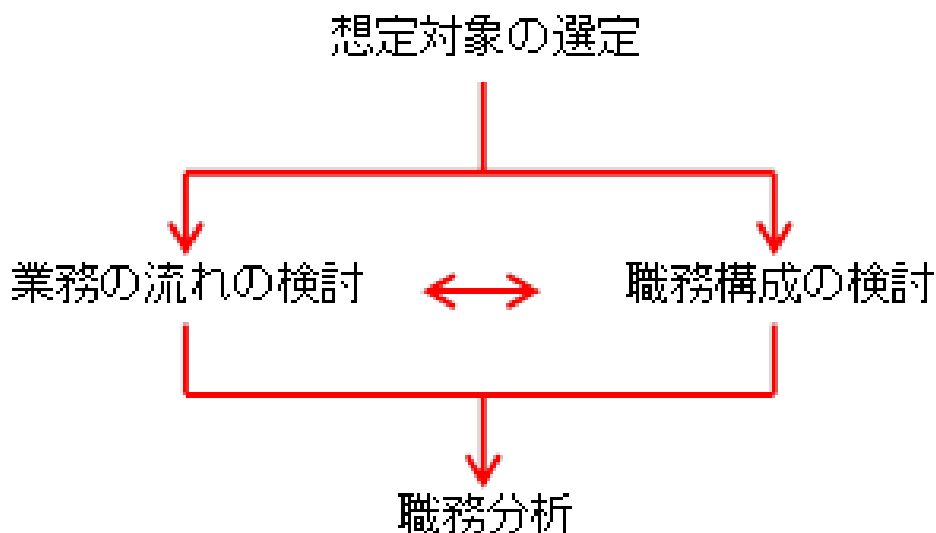 想定対象の選定
業務の流れの検討
職務構成の検討
職務分析